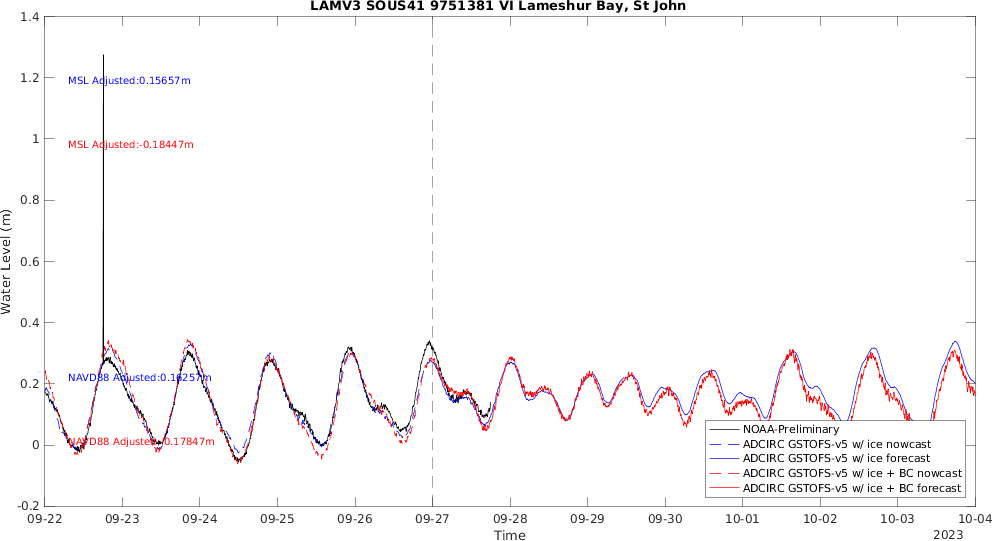 LAMV3 SOUS41 9751381 VI Lameshur Bay, St John
1.4
1.2
1
0.8
0.6
0.4
0.2
0
-0.2
Water Level (m)
MSL Adjusted:0.15657m
MSL Adjusted:-0.18447m
NAVD88 Adjusted:0.16257m
NAVD88 Adjusted:-0.17847m
NOAA-Preliminary
ADCIRC GSTOFS-v5 w/ ice nowcast
ADCIRC GSTOFS-v5 w/ ice forecast
ADCIRC GSTOFS-v5 w/ ice + BC nowcast
ADCIRC GSTOFS-v5 w/ ice + BC forecast
09-22 09-23 09-24 09-25 09-26 09-27 09-28 09-29 09-30 10-01 10-02 10-03 10-04
Time
2023